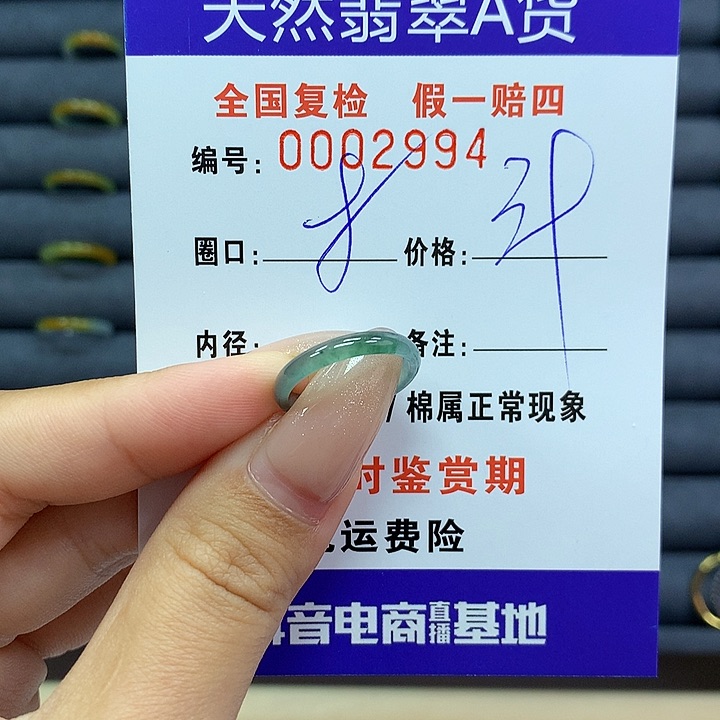 天然翡翠A货
全国复检 假一赔四
编号: 0002994
圈口: 价格:
内径: 备注:
/棉属正常现象
时鉴赏期
运费险
抖音电商直播基地